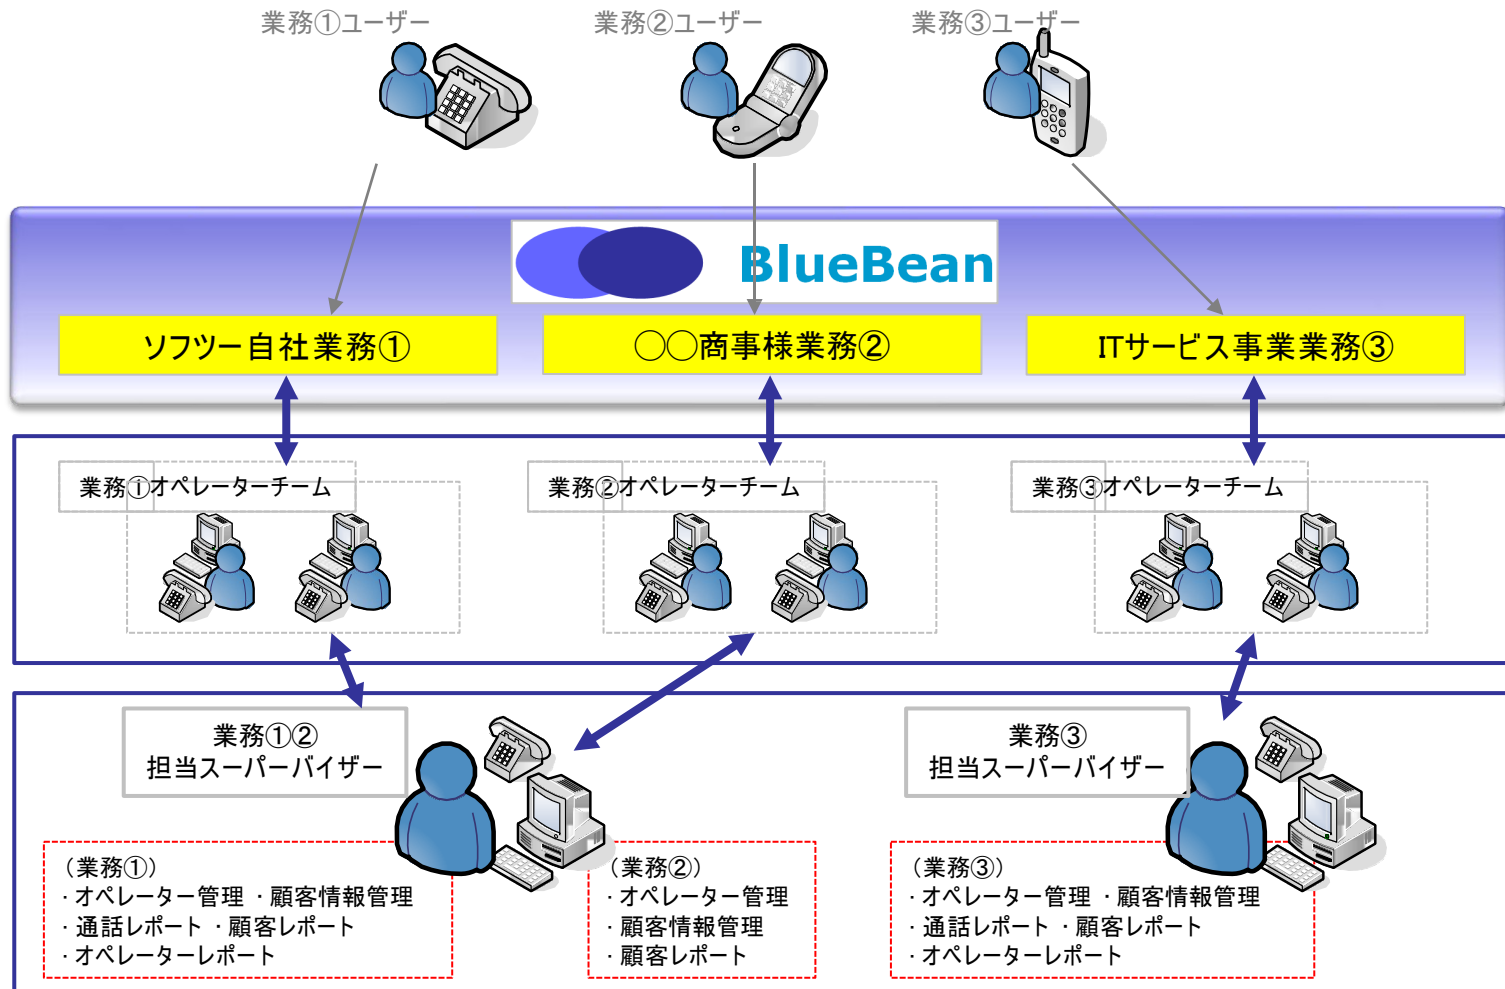 業務①ユーザー
業務②ユーザー
業務③ユーザー
BlueBean
ソフツー自社業務①
○○商事様業務②
ITサービス事業業務③
業務①オペレーターチーム
業務②オペレーターチーム
業務③オペレーターチーム
業務①②
担当スーパーバイザー
業務③
担当スーパーバイザー
（業務①）
・オペレーター管理 ・顧客情報管理
・通話レポート ・顧客レポート
・オペレーターレポート
（業務②）
・オペレーター管理
・顧客情報管理
・顧客レポート
（業務③）
・オペレーター管理 ・顧客情報管理
・通話レポート ・顧客レポート
・オペレーターレポート